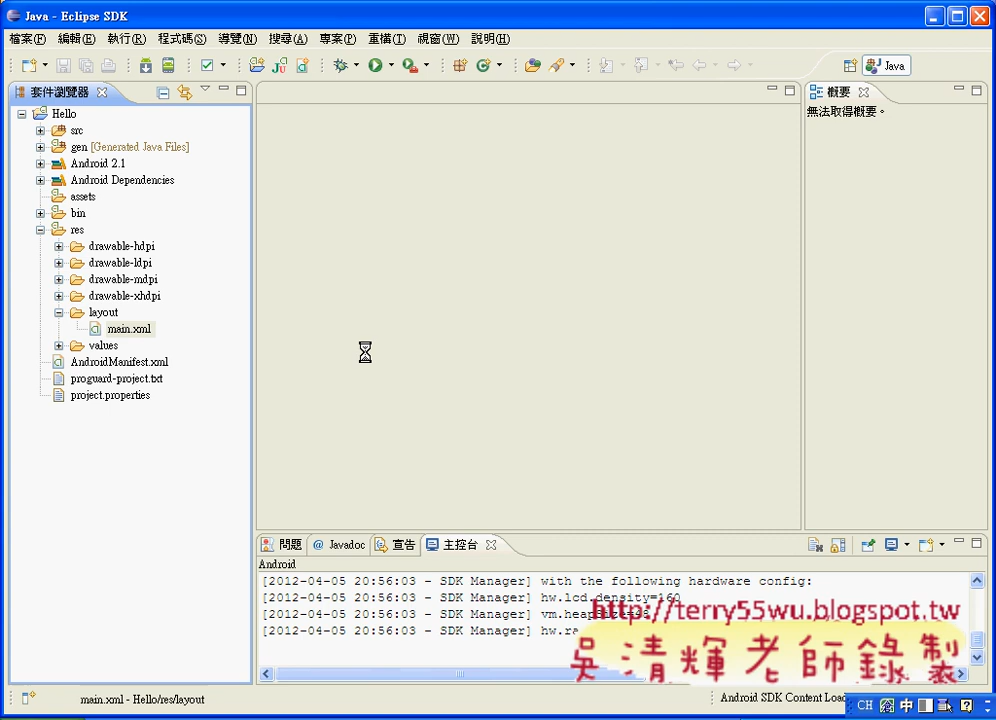 Java - Eclipse SDK
檔案(F) 編輯(E) 執行(R) 程式碼(S) 導覽(N) 搜尋(A) 專案(P) 重構(T) 視窗(W) 說明(H)
Java
套件瀏覽器
概要
無法取得概要。
Hello
src
gen [Generated Java Files]
Android 2.1
Android Dependencies
assets
bin
res
drawable-hdpi
drawable-ldpi
drawable-mdpi
drawable-xhdpi
layout
main.xml
values
AndroidManifest.xml
proguard-project.txt
project.properties
問題 @ Javadoc 宣告 主控台
Android
[2012-04-05 20:56:03 - SDK Manager] with the following hardware config:
[2012-04-05 20:56:03 - SDK Manager] hw.lcd.density=160
[2012-04-05 20:56:03 - SDK Manager] vm.heapSize=48
[2012-04-05 20:56:03 - SDK Manager] hw.ra
http://terry55wu.blogspot.tw
吳清輝老師錄製
main.xml - Hello/res/layout
Android SDK Content Load
CH 中